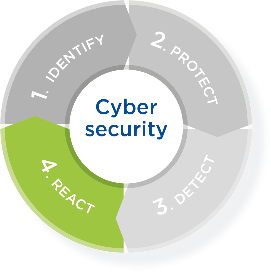 1. IDENTIFY
2. PROTECT
3. DETECT
4. REACT
Cyber
security